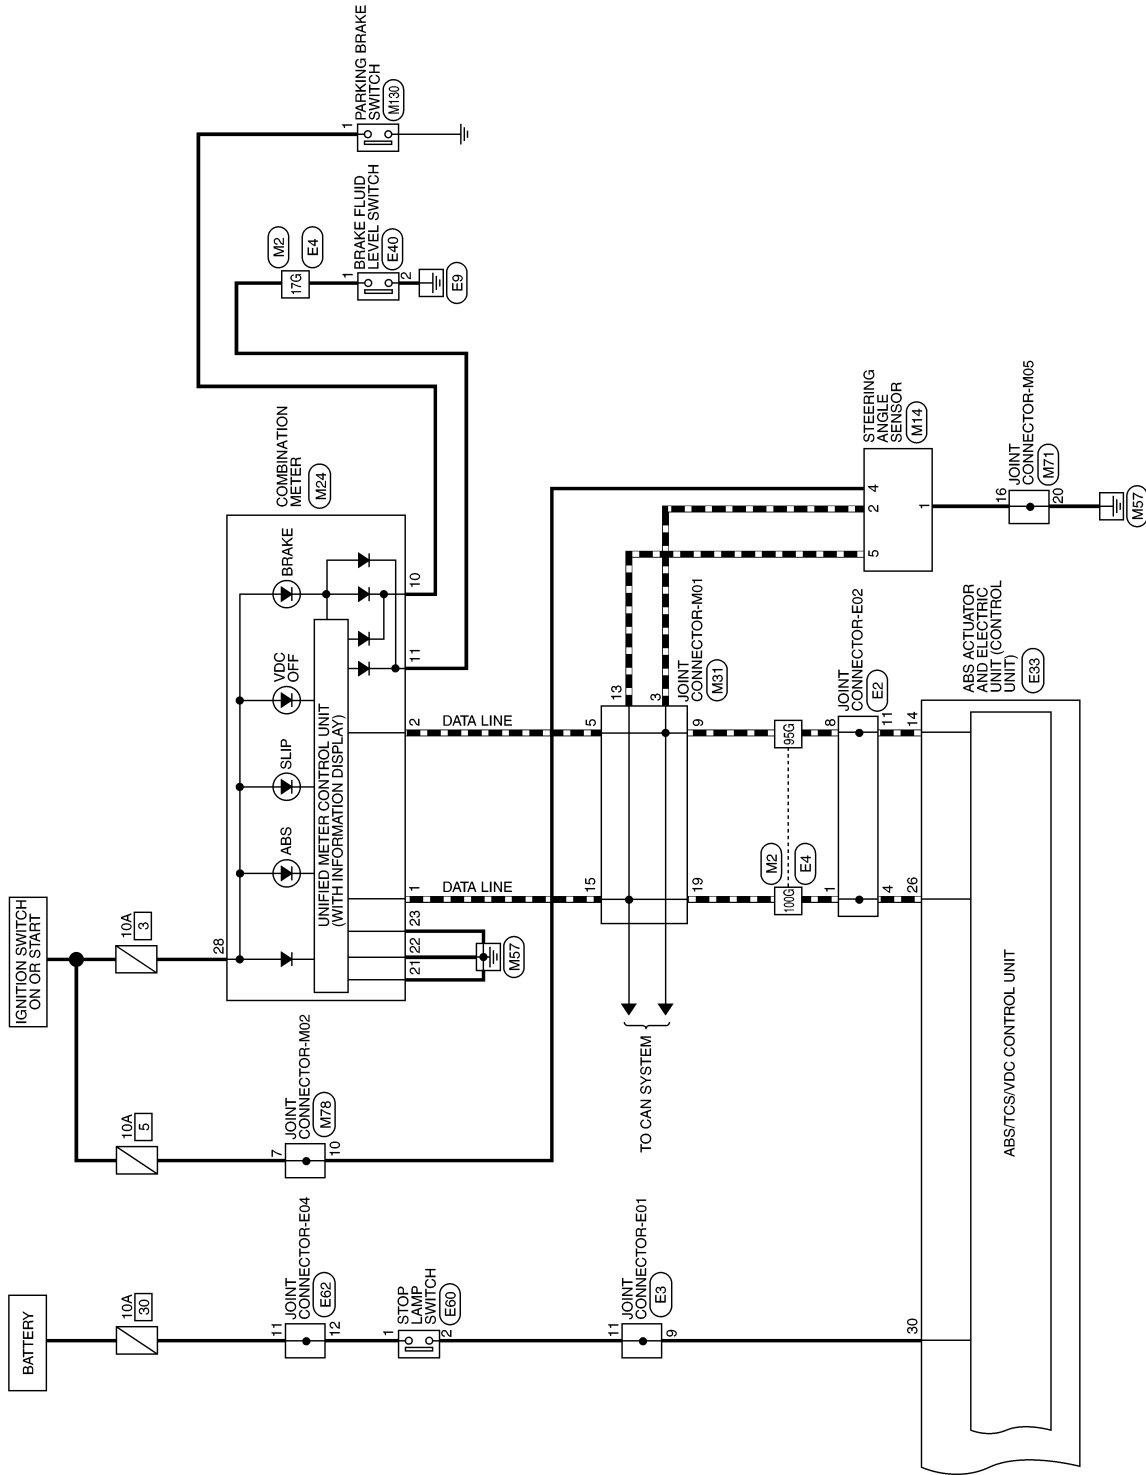 BATTERY
10A
30
11
JOINT
CONNECTOR-E04
E62
12
1
STOP
LAMP
SWITCH
E60
2
11
JOINT
CONNECTOR-E01
E3
9
30
IGNITION SWITCH
ON OR START
10A
5
7
JOINT
CONNECTOR-M02
M78
10
10A
3
28
COMBINATION
METER
M24
ABS
SLIP
VDC
OFF
BRAKE
UNIFIED METER CONTROL UNIT
(WITH INFORMATION DISPLAY)
21
22
23
1
2
11
10
M57
DATA LINE
DATA LINE
M2
E4
17G
1
BRAKE FLUID
LEVEL SWITCH
E40
2
E9
1
PARKING BRAKE
SWITCH
M130
15
5
13
3
JOINT
CONNECTOR-M01
M31
19
9
TO CAN SYSTEM
M2
E4
100G
95G
1
8
JOINT
CONNECTOR-E02
E2
4
11
26
14
5
2
4
1
STEERING
ANGLE
SENSOR
M14
16
JOINT
CONNECTOR-M05
M71
20
M57
ABS ACTUATOR
AND ELECTRIC
UNIT (CONTROL
UNIT)
E33
ABS/TCS/VDC CONTROL UNIT